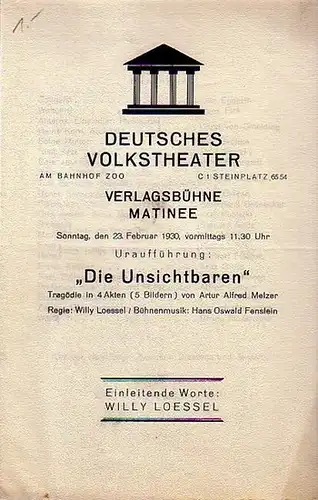 1.-
DEUTSCHES
VOLKSTHEATER
AM BAHNHOF ZOO C 1 STEINPLATZ 6554
VERLAGSBÜHNE
MATINEE
Sonntag, den 23. Februar 1930, vormittags 11,30 Uhr
Uraufführung:
„Die Unsichtbaren“
Tragödie in 4 Akten (5 Bildern) von Artur Alfred Melzer
Regie: Willy Loessel / Bühnenmusik: Hans Oswald Fenslein
Einleitende Worte:
WILLY LOESSEL